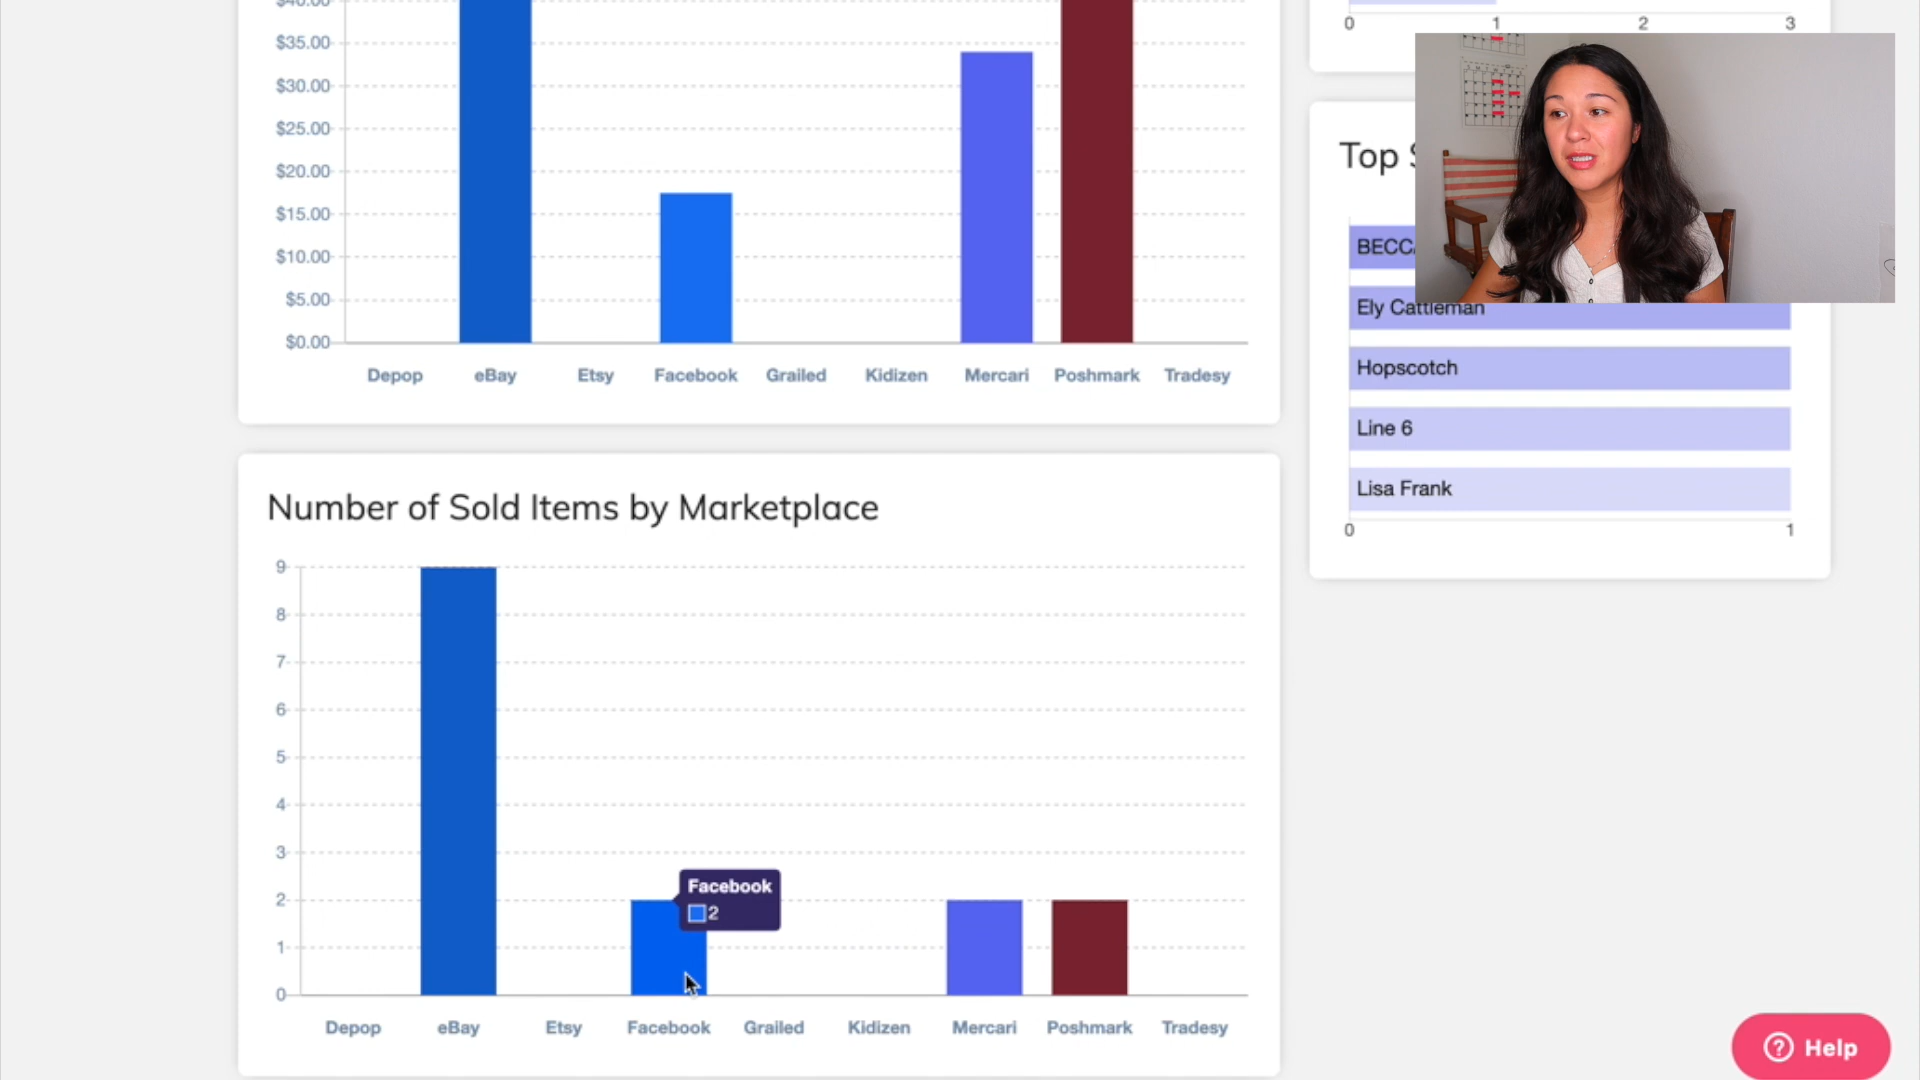 $40.00
$35.00
$30.00
$25.00
$20.00
$15.00
$10.00
$5.00
$0.00
Depop eBay Etsy Facebook Grailed Kidizen Mercari Poshmark Tradesy
Number of Sold Items by Marketplace
9
8
7
6
5
4
3
2
1
0
Facebook
2
Depop eBay Etsy Facebook Grailed Kidizen Mercari Poshmark Tradesy
0 1 2 3
Top
Ely Cattleman
Hopscotch
Line 6
Lisa Frank
0 1
Help